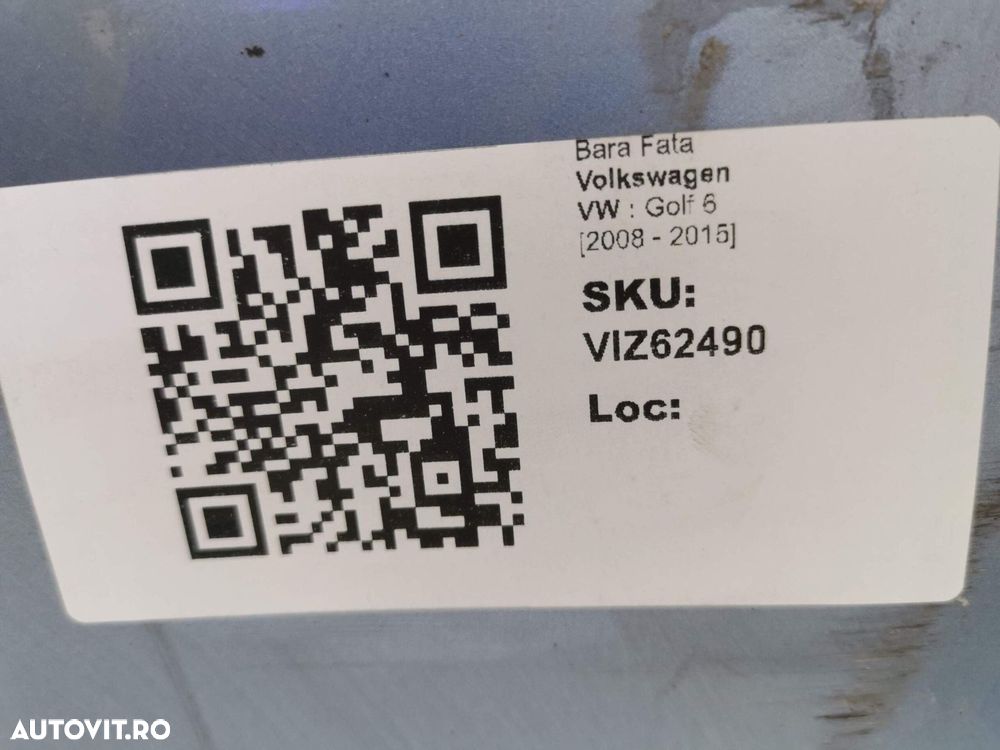 Bara Fata
Volkswagen
VW : Golf 6
[2008 - 2015]
SKU:
VIZ62490
Loc:
AUTOVIT.RO